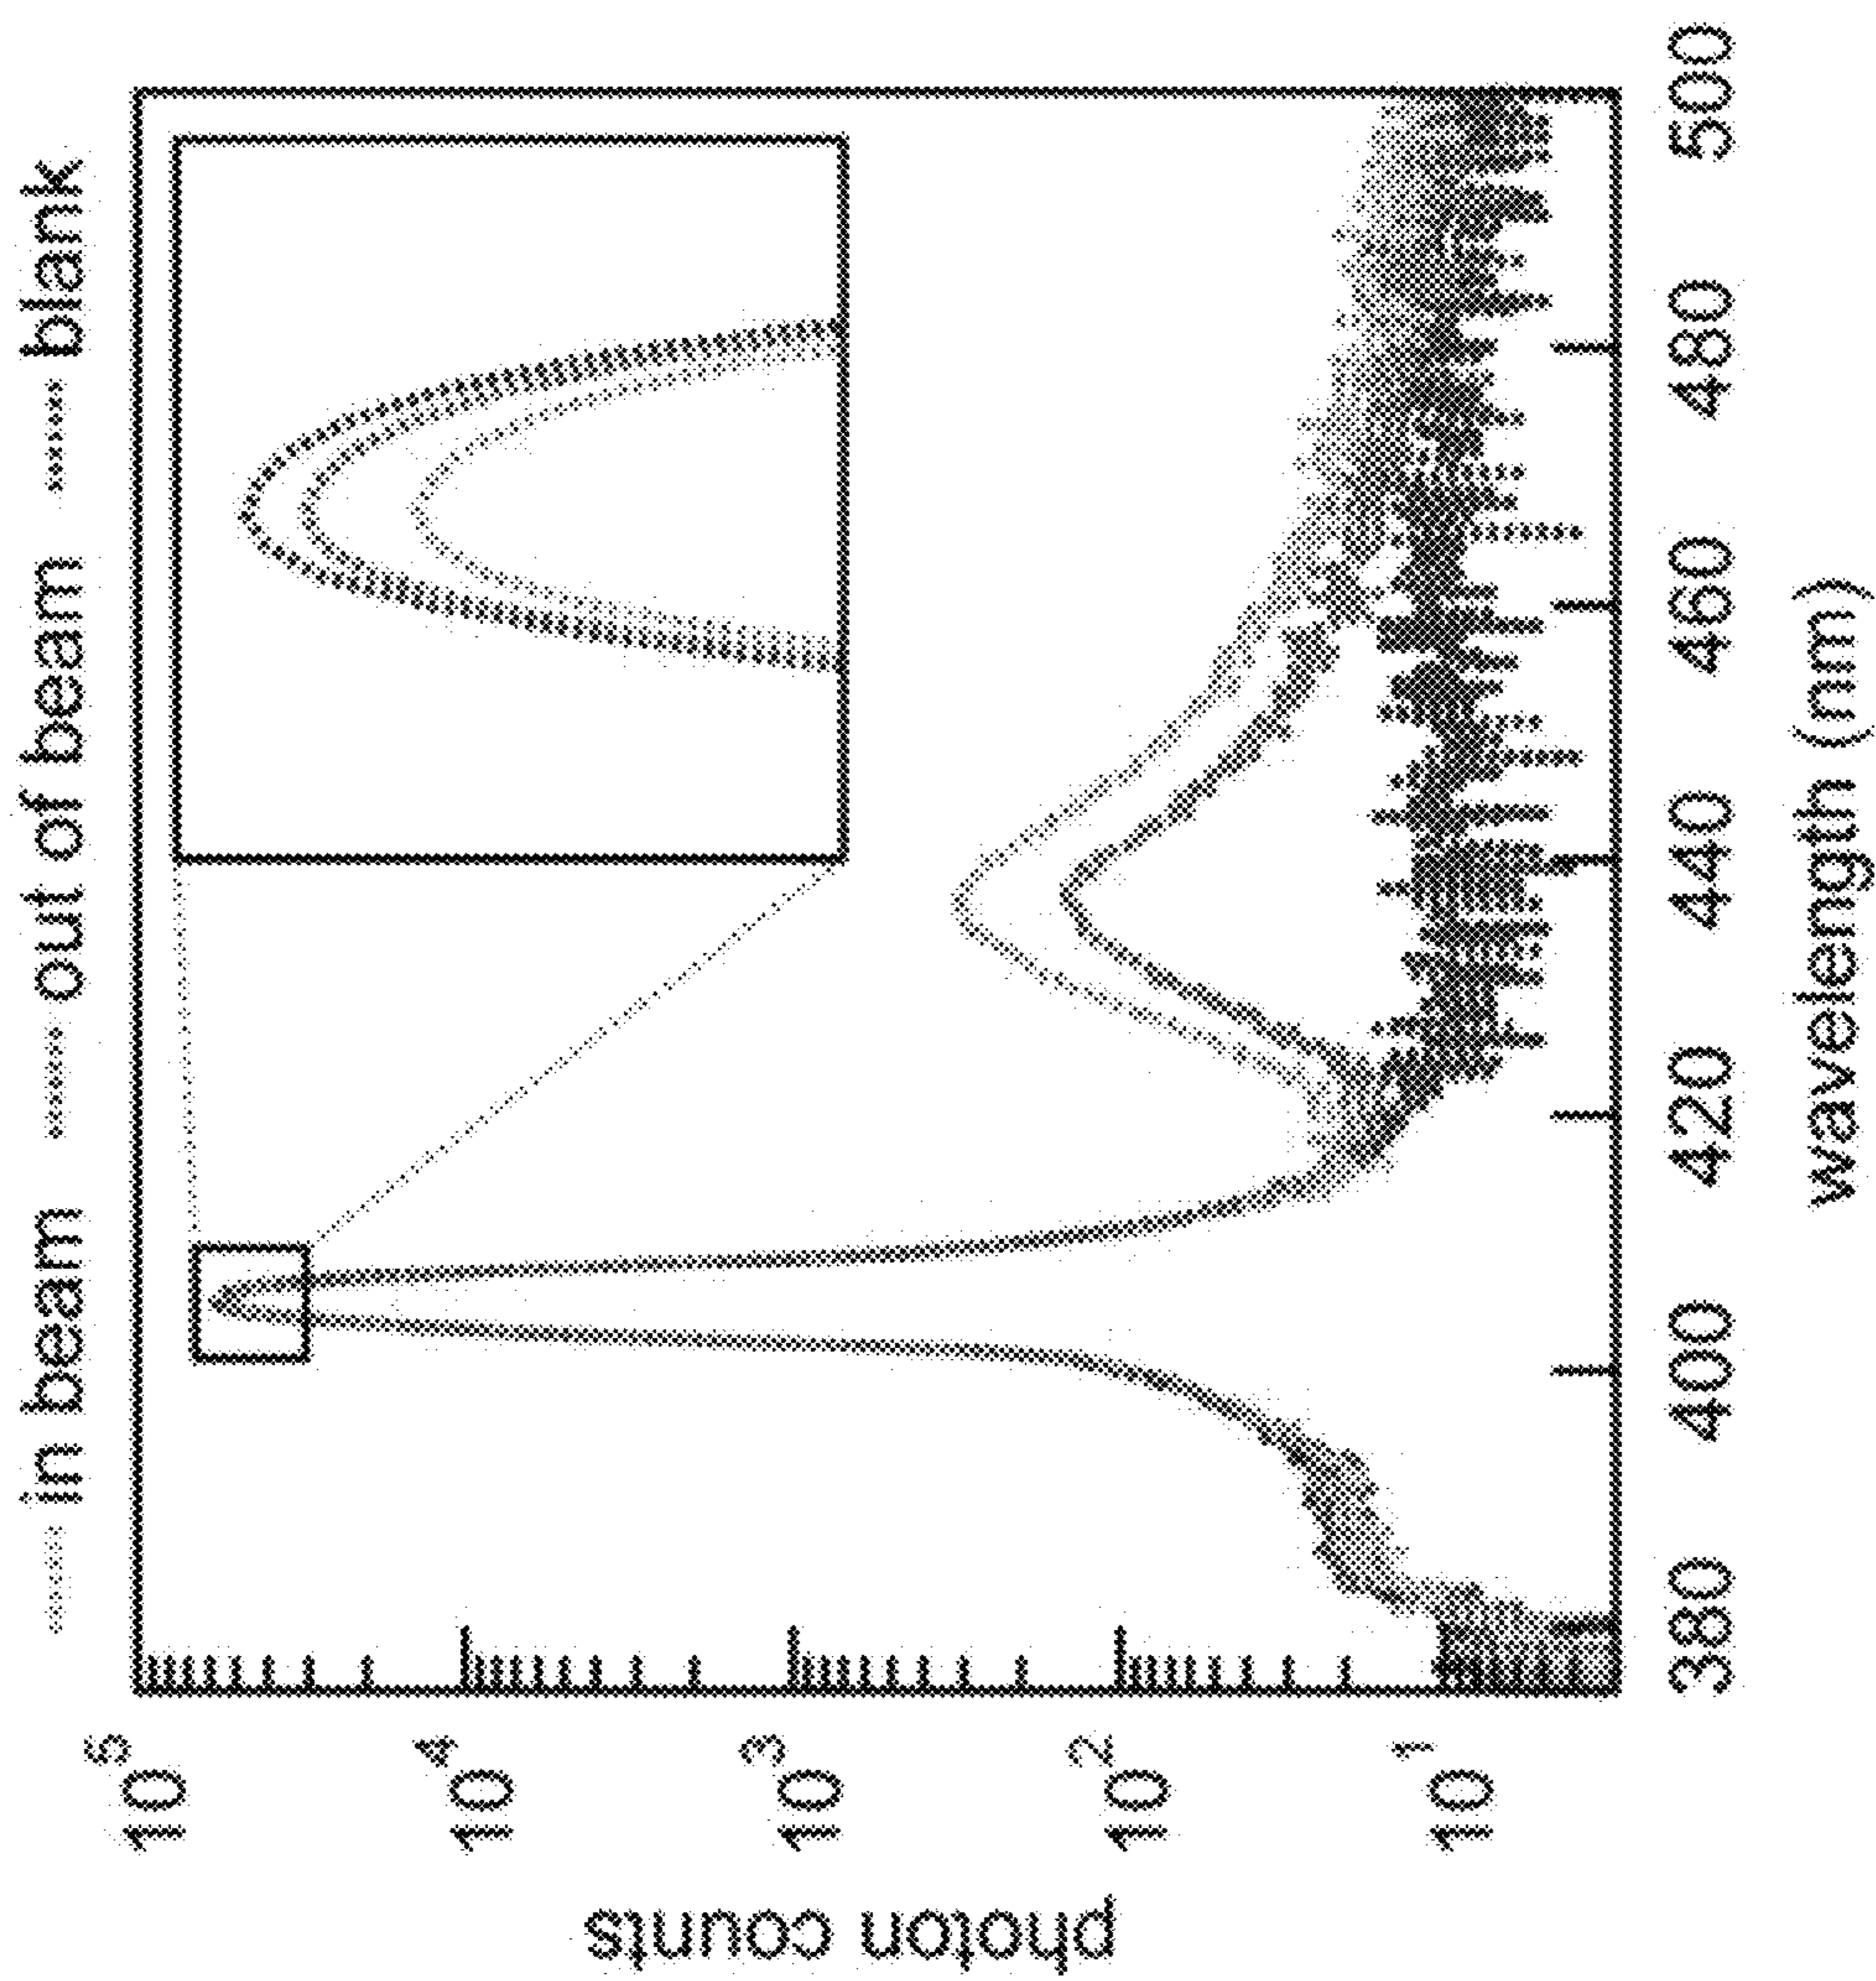 in beam out of beam blank
10^5
10^4
10^3
10^2
10^1
photon counts
380 400 420 440 460 480 500
wavelength (nm)